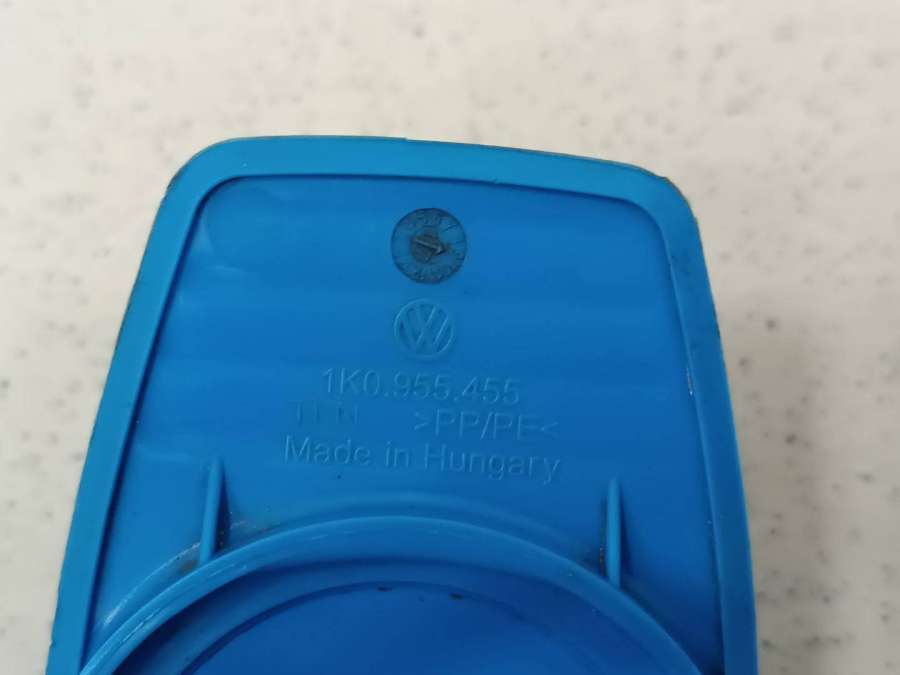 1K0.955.455
>PP/PE<
Made in Hungary